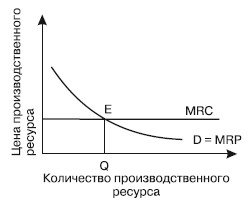 Цена производственного
ресурса
E
MRC
D = MRP
Q
Количество производственного
ресурса